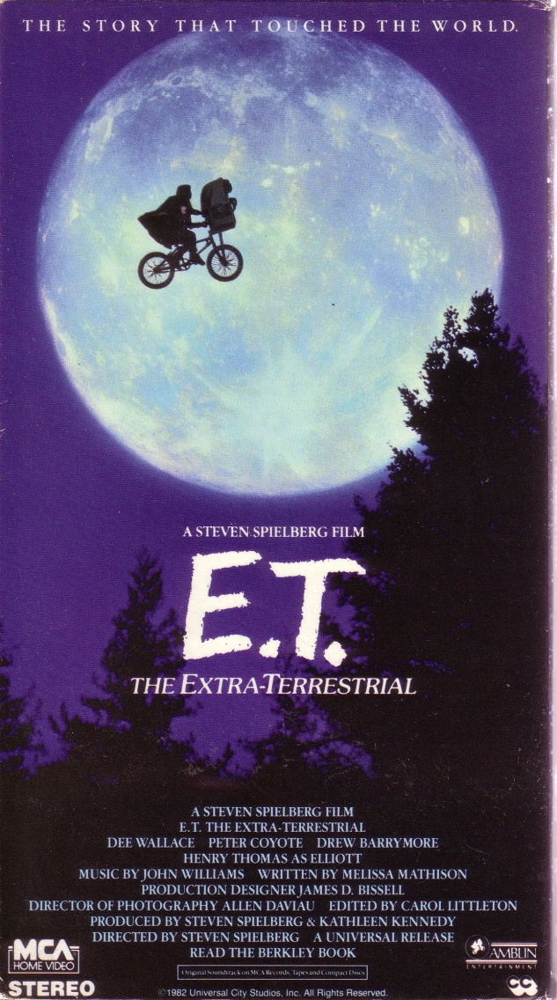 THE STORY THAT TOUCHED THE WORLD.
A STEVEN SPIELBERG FILM
E.T.
THE EXTRA-TERRESTRIAL
A STEVEN SPIELBERG FILM
E.T. THE EXTRA-TERRESTRIAL
DEE WALLACE PETER COYOTE DREW BARRYMORE
HENRY THOMAS AS ELLIOTT
MUSIC BY JOHN WILLIAMS WRITTEN BY MELISSA MATHISON
PRODUCTION DESIGNER JAMES D. BISSELL
DIRECTOR OF PHOTOGRAPHY ALLEN DAVIAU EDITED BY CAROL LITTLETON
PRODUCED BY STEVEN SPIELBERG & KATHLEEN KENNEDY
DIRECTED BY STEVEN SPIELBERG A UNIVERSAL RELEASE
READ THE BERKLEY BOOK
MCA
HOME VIDEO
STEREO
Original Soundtrack on MCA Records, Tapes and Compact Discs
©1982 Universal City Studios, Inc. All Rights Reserved.
AMBLIN
ENTERTAINMENT
CC